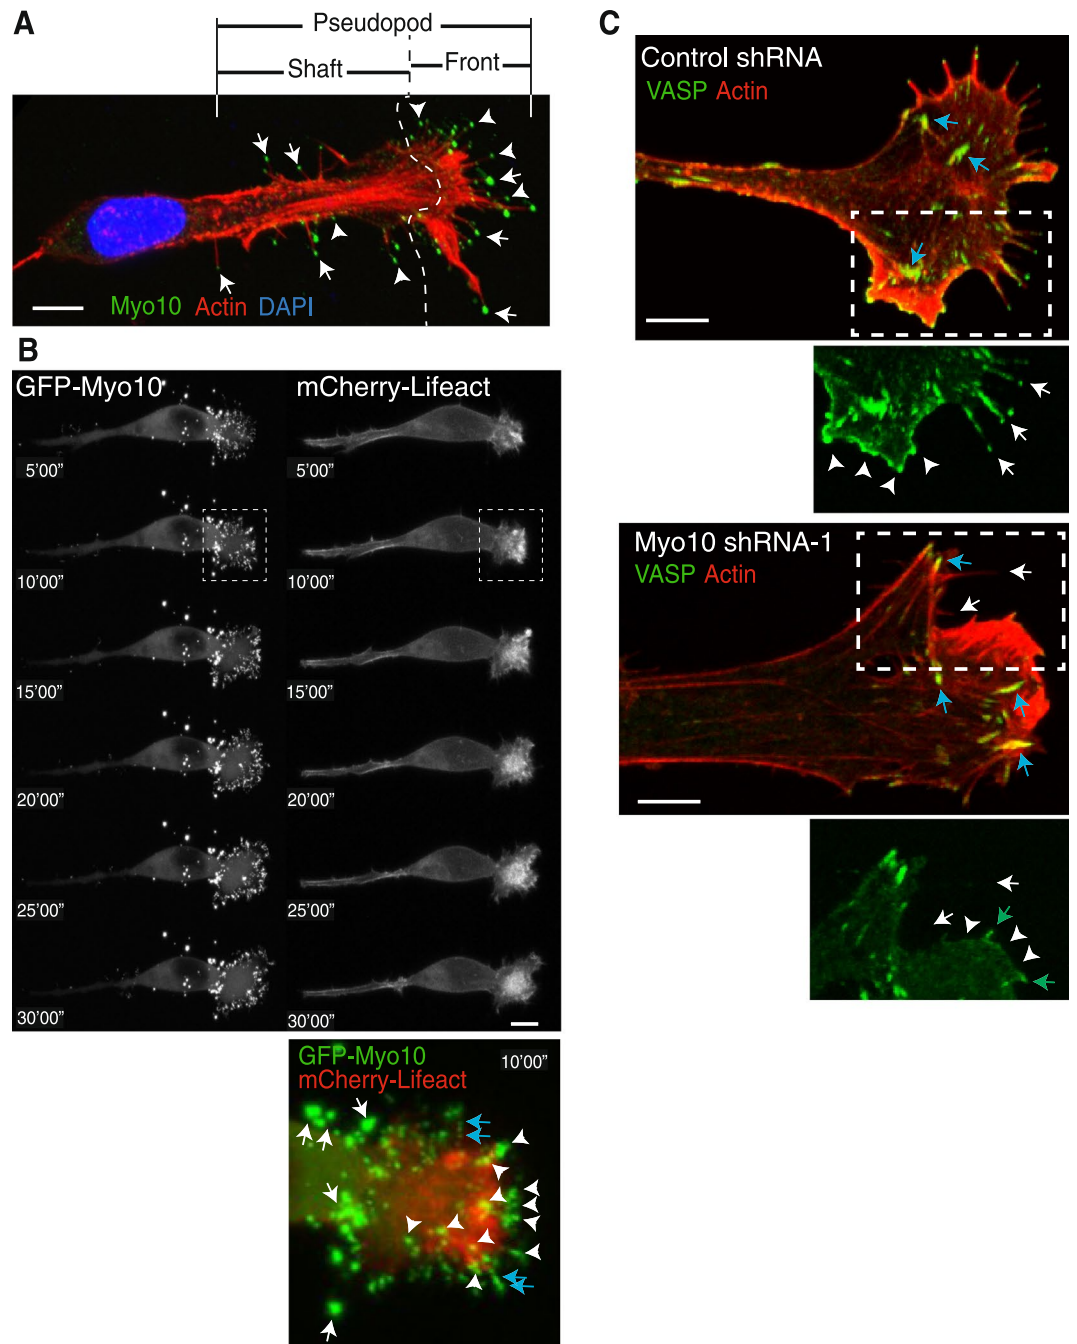 A
Pseudopod
Shaft
Front
Myo10 Actin DAPI
B
GFP-Myo10 mCherry-Lifeact
5'00” 5'00”
10'00” 10'00”
15'00” 15'00”
20'00” 20'00”
25'00” 25'00”
30'00” 30'00”
GFP-Myo10 10'00”
mCherry-Lifeact
C
Control shRNA
VASP Actin
Myo10 shRNA-1
VASP Actin